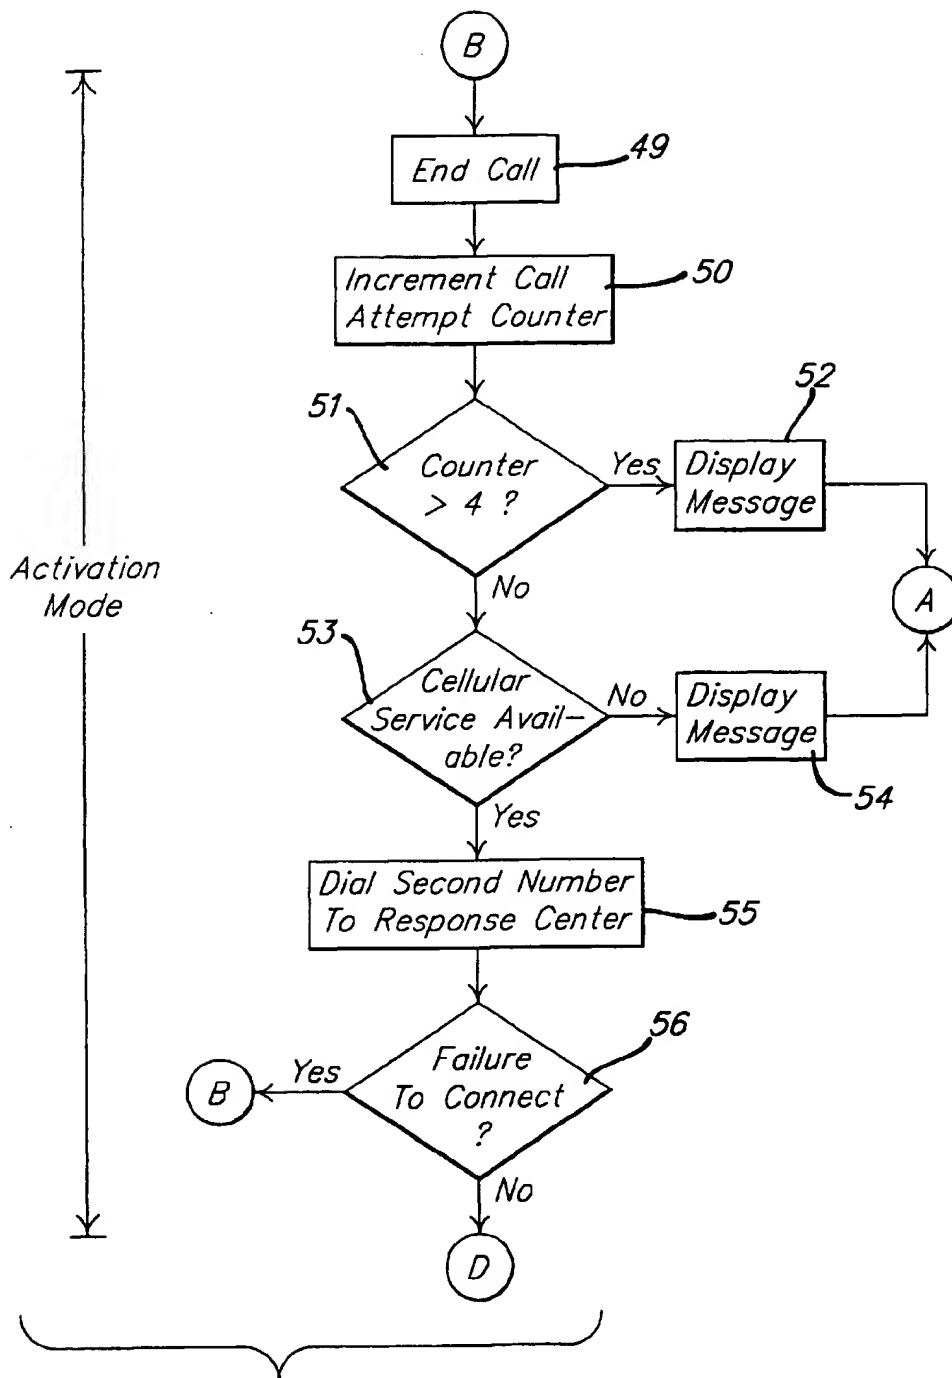 B
End Call
49
Increment Call
Attempt Counter
50
51
Counter
> 4 ?
Yes
52
Display
Message
A
No
53
Cellular
Service Avail-
able?
No
Display
Message
54
Activation
Mode
Yes
Dial Second Number
To Response Center
55
Failure
To Connect
?
56
Yes
B
No
D